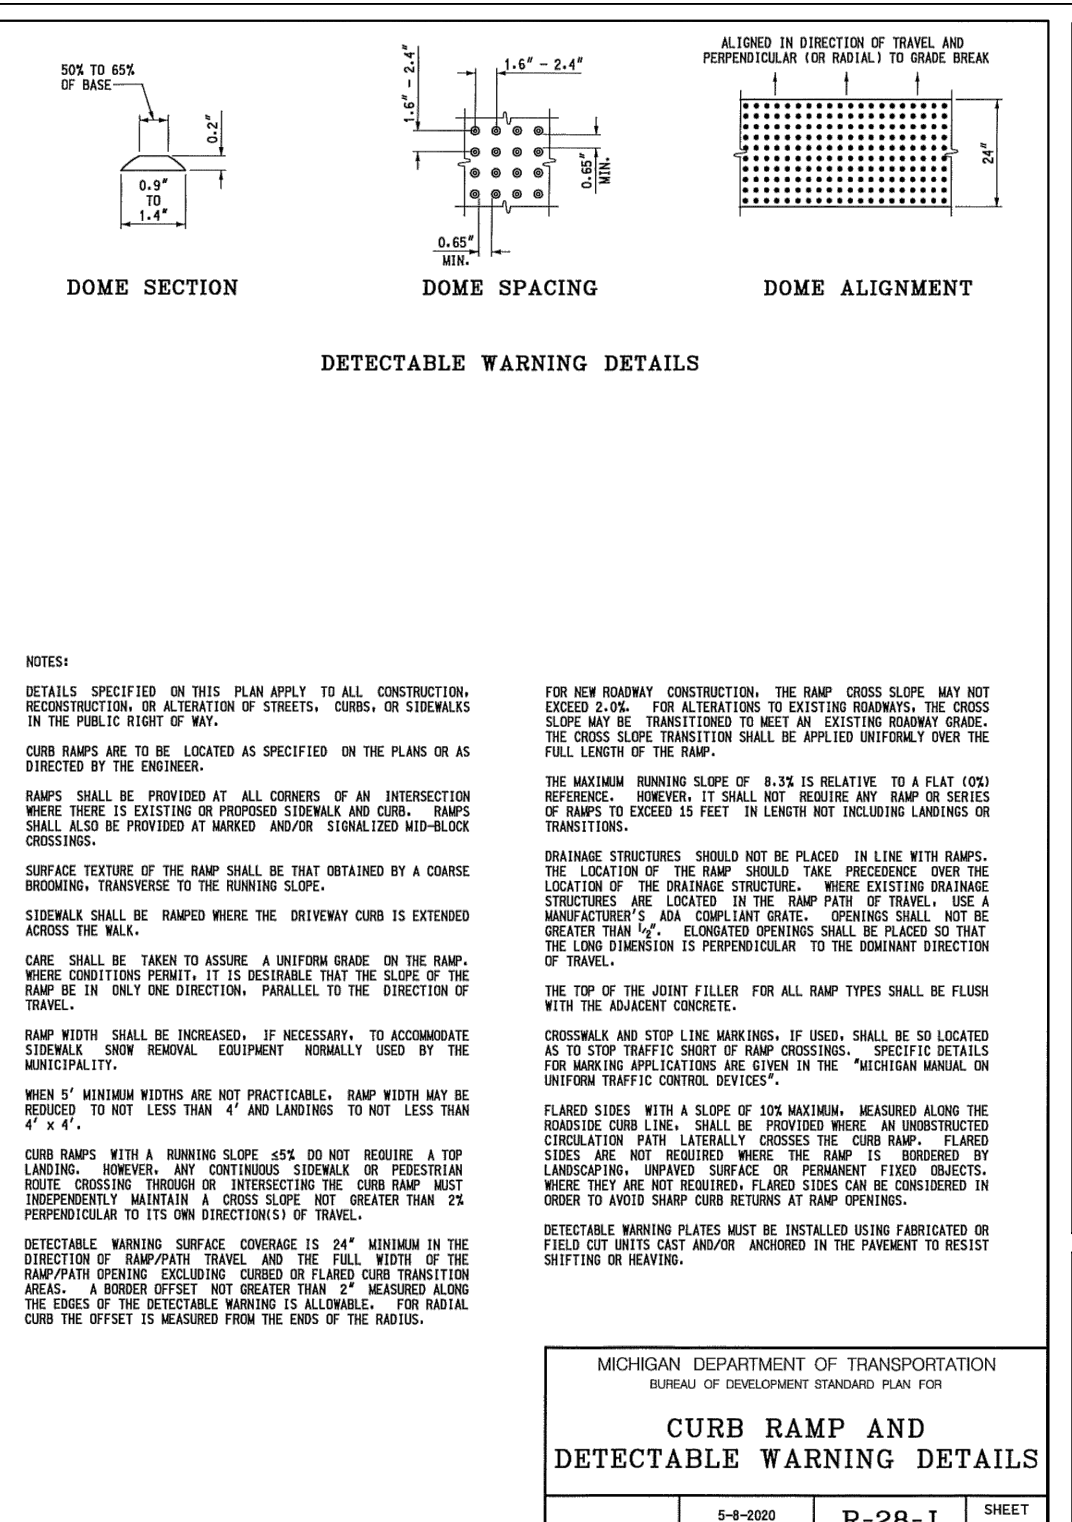 50% TO 65%
OF BASE
0.2"
0.9"
TO
1.4"
DOME SECTION
1.6" - 2.4"
1.6" - 2.4"
0.65"
MIN.
0.65"
MIN.
DOME SPACING
ALIGNED IN DIRECTION OF TRAVEL AND
PERPENDICULAR (OR RADIAL) TO GRADE BREAK
24"
DOME ALIGNMENT
DETECTABLE WARNING DETAILS
NOTES:
DETAILS SPECIFIED ON THIS PLAN APPLY TO ALL CONSTRUCTION,
RECONSTRUCTION, OR ALTERATION OF STREETS, CURBS, OR SIDEWALKS
IN THE PUBLIC RIGHT OF WAY.
CURB RAMPS ARE TO BE LOCATED AS SPECIFIED ON THE PLANS OR AS
DIRECTED BY THE ENGINEER.
RAMPS SHALL BE PROVIDED AT ALL CORNERS OF AN INTERSECTION
WHERE THERE IS EXISTING OR PROPOSED SIDEWALK AND CURB. RAMPS
SHALL ALSO BE PROVIDED AT MARKED AND/OR SIGNALIZED MID-BLOCK
CROSSINGS.
SURFACE TEXTURE OF THE RAMP SHALL BE THAT OBTAINED BY A COARSE
BROOMING, TRANSVERSE TO THE RUNNING SLOPE.
SIDEWALK SHALL BE RAMPED WHERE THE DRIVEWAY CURB IS EXTENDED
ACROSS THE WALK.
CARE SHALL BE TAKEN TO ASSURE A UNIFORM GRADE ON THE RAMP.
WHERE CONDITIONS PERMIT, IT IS DESIRABLE THAT THE SLOPE OF THE
RAMP BE IN ONLY ONE DIRECTION, PARALLEL TO THE DIRECTION OF
TRAVEL.
RAMP WIDTH SHALL BE INCREASED, IF NECESSARY, TO ACCOMMODATE
SIDEWALK SNOW REMOVAL EQUIPMENT NORMALLY USED BY THE
MUNICIPALITY.
WHEN 5' MINIMUM WIDTHS ARE NOT PRACTICABLE, RAMP WIDTH MAY BE
REDUCED TO NOT LESS THAN 4' AND LANDINGS TO NOT LESS THAN
4' x 4'.
CURB RAMPS WITH A RUNNING SLOPE ≤5% DO NOT REQUIRE A TOP
LANDING. HOWEVER, ANY CONTINUOUS SIDEWALK OR PEDESTRIAN
ROUTE CROSSING THROUGH OR INTERSECTING THE CURB RAMP MUST
INDEPENDENTLY MAINTAIN A CROSS SLOPE NOT GREATER THAN 2%
PERPENDICULAR TO ITS OWN DIRECTION(S) OF TRAVEL.
DETECTABLE WARNING SURFACE COVERAGE IS 24" MINIMUM IN THE
DIRECTION OF RAMP/PATH TRAVEL AND THE FULL WIDTH OF THE
RAMP/PATH OPENING EXCLUDING CURBED OR FLARED CURB TRANSITION
AREAS. A BORDER OFFSET NOT GREATER THAN 2" MEASURED ALONG
THE EDGES OF THE DETECTABLE WARNING IS ALLOWABLE. FOR RADIAL
CURB THE OFFSET IS MEASURED FROM THE ENDS OF THE RADIUS.
FOR NEW ROADWAY CONSTRUCTION, THE RAMP CROSS SLOPE MAY NOT
EXCEED 2.0%. FOR ALTERATIONS TO EXISTING ROADWAYS, THE CROSS
SLOPE MAY BE TRANSITIONED TO MEET AN EXISTING ROADWAY GRADE.
THE CROSS SLOPE TRANSITION SHALL BE APPLIED UNIFORMLY OVER THE
FULL LENGTH OF THE RAMP.
THE MAXIMUM RUNNING SLOPE OF 8.3% IS RELATIVE TO A FLAT (0%)
REFERENCE. HOWEVER, IT SHALL NOT REQUIRE ANY RAMP OR SERIES
OF RAMPS TO EXCEED 15 FEET IN LENGTH NOT INCLUDING LANDINGS OR
TRANSITIONS.
DRAINAGE STRUCTURES SHOULD NOT BE PLACED IN LINE WITH RAMPS.
THE LOCATION OF THE RAMP SHOULD TAKE PRECEDENCE OVER THE
LOCATION OF THE DRAINAGE STRUCTURE. WHERE EXISTING DRAINAGE
STRUCTURES ARE LOCATED IN THE RAMP PATH OF TRAVEL, USE A
MANUFACTURER'S ADA COMPLIANT GRATE. OPENINGS SHALL NOT BE
GREATER THAN 1/2". ELONGATED OPENINGS SHALL BE PLACED SO THAT
THE LONG DIMENSION IS PERPENDICULAR TO THE DOMINANT DIRECTION
OF TRAVEL.
THE TOP OF THE JOINT FILLER FOR ALL RAMP TYPES SHALL BE FLUSH
WITH THE ADJACENT CONCRETE.
CROSSWALK AND STOP LINE MARKINGS, IF USED, SHALL BE SO LOCATED
AS TO STOP TRAFFIC SHORT OF RAMP CROSSINGS. SPECIFIC DETAILS
FOR MARKING APPLICATIONS ARE GIVEN IN THE "MICHIGAN MANUAL ON
UNIFORM TRAFFIC CONTROL DEVICES".
FLARED SIDES WITH A SLOPE OF 10% MAXIMUM, MEASURED ALONG THE
ROADSIDE CURB LINE, SHALL BE PROVIDED WHERE AN UNOBSTRUCTED
CIRCULATION PATH LATERALLY CROSSES THE CURB RAMP. FLARED
SIDES ARE NOT REQUIRED WHERE THE RAMP IS BORDERED BY
LANDSCAPING, UNPAVED SURFACE OR PERMANENT FIXED OBJECTS.
WHERE THEY ARE NOT REQUIRED, FLARED SIDES CAN BE CONSIDERED IN
ORDER TO AVOID SHARP CURB RETURNS AT RAMP OPENINGS.
DETECTABLE WARNING PLATES MUST BE INSTALLED USING FABRICATED OR
FIELD CUT UNITS CAST AND/OR ANCHORED IN THE PAVEMENT TO RESIST
SHIFTING OR HEAVING.
MICHIGAN DEPARTMENT OF TRANSPORTATION
BUREAU OF DEVELOPMENT STANDARD PLAN FOR
CURB RAMP AND
DETECTABLE WARNING DETAILS
5-8-2020
R-28-J
SHEET